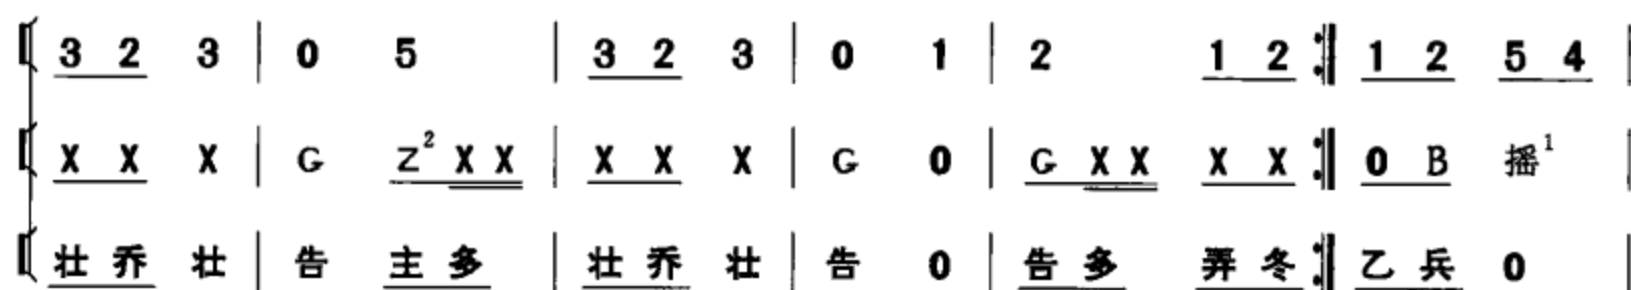 3 2 3 | 0 5 | 3 2 3 | 0 1 | 2 1 2 :| 1 2 5 4 |
X X X | G Z² X X | X X X | G 0 | G X X X X :| 0 B 摇¹ |
壮 乔 壮 | 告 主 多 | 壮 乔 壮 | 告 0 | 告 多 弄 冬 :| 乙 兵 0 |